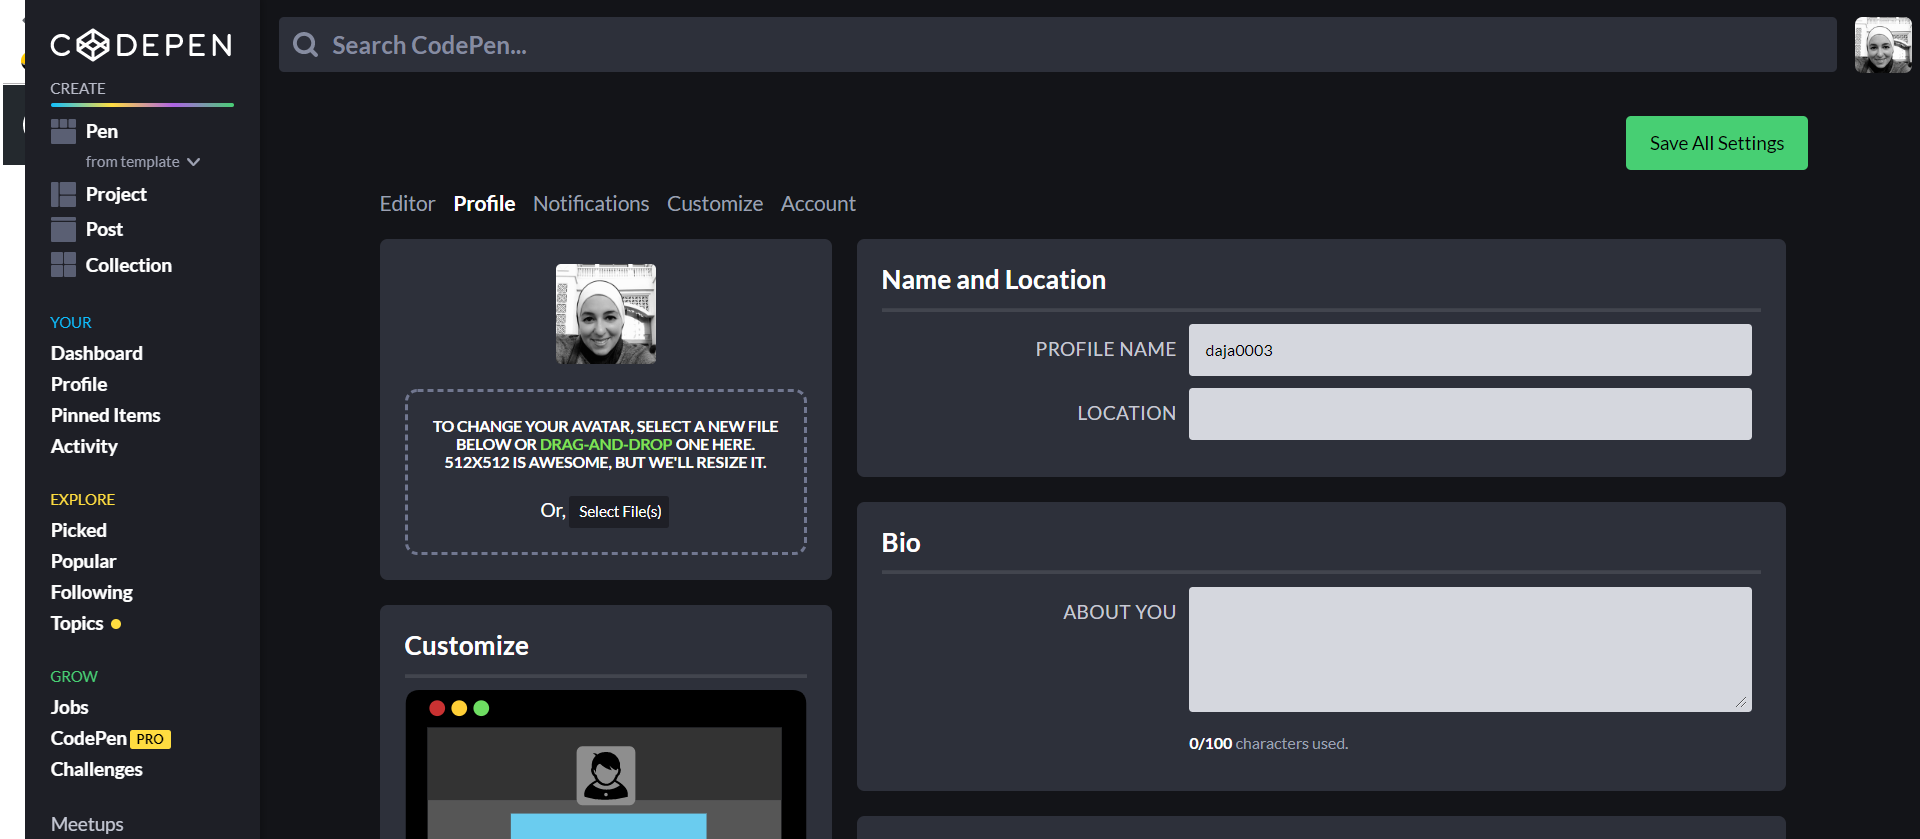 CODEPEN
CREATE
Pen
from template
Project
Post
Collection
YOUR
Dashboard
Profile
Pinned Items
Activity
EXPLORE
Picked
Popular
Following
Topics
GROW
Jobs
CodePen PRO
Challenges
Meetups
Search CodePen...
Save All Settings
Editor Profile Notifications Customize Account
TO CHANGE YOUR AVATAR, SELECT A NEW FILE
BELOW OR DRAG-AND-DROP ONE HERE.
512X512 IS AWESOME, BUT WE'LL RESIZE IT.
Or, Select File(s)
Customize
Name and Location
PROFILE NAME daja0003
LOCATION
Bio
ABOUT YOU
0/100 characters used.